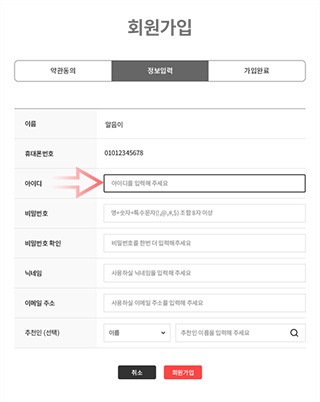 회원가입
약관동의 정보입력 가입완료
이름 알음이
휴대폰번호 01012345678
아이디 아이디를 입력해 주세요
비밀번호 영+숫자+특수문자(!,@,#,$) 조합 8자 이상
비밀번호 확인 비밀번호를 한번 더 입력해주세요
닉네임 사용하실 닉네임을 입력해 주세요
이메일 주소 사용하실 이메일 주소를 입력해 주세요
추천인 (선택) 이름 추천인 이름을 입력해 주세요
취소 회원가입